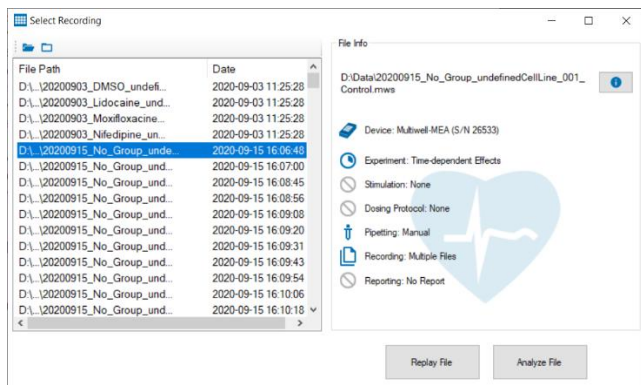 Select Recording
File Path Date
D:\...\20200903_DMSO_undefi... 2020-09-03 11:25:28
D:\...\20200903_Lidocaine_und... 2020-09-03 11:25:28
D:\...\20200903_Moxifloxacine... 2020-09-03 11:25:28
D:\...\20200903_Nifedipine_un... 2020-09-03 11:25:28
D:\...\20200915_No_Group_unde... 2020-09-15 16:06:48
D:\...\20200915_No_Group_und... 2020-09-15 16:07:00
D:\...\20200915_No_Group_und... 2020-09-15 16:08:45
D:\...\20200915_No_Group_und... 2020-09-15 16:08:56
D:\...\20200915_No_Group_und... 2020-09-15 16:09:08
D:\...\20200915_No_Group_und... 2020-09-15 16:09:20
D:\...\20200915_No_Group_und... 2020-09-15 16:09:31
D:\...\20200915_No_Group_und... 2020-09-15 16:09:43
D:\...\20200915_No_Group_und... 2020-09-15 16:09:54
D:\...\20200915_No_Group_und... 2020-09-15 16:10:06
D:\...\20200915_No_Group_und... 2020-09-15 16:10:18
File Info
D:\Data\20200915_No_Group_undefinedCellLine_001_
Control.mws
Device: Multiwell-MEA (S/N 26533)
Experiment: Time-dependent Effects
Stimulation: None
Dosing Protocol: None
Pipetting: Manual
Recording: Multiple Files
Reporting: No Report
Replay File
Analyze File